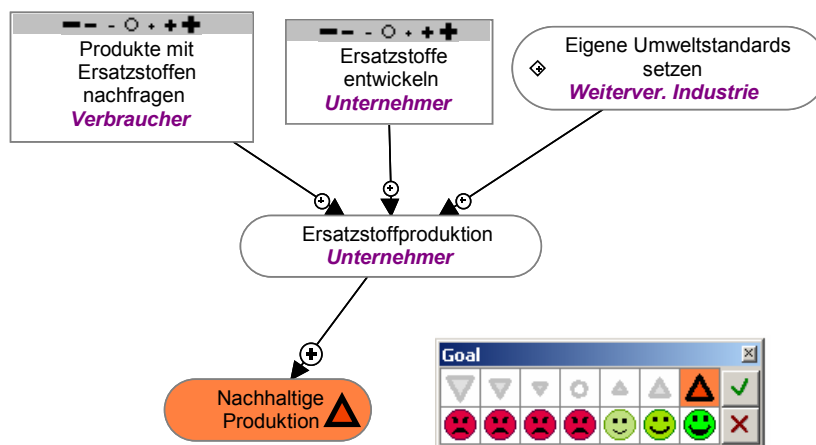 Produkte mit
Ersatzstoffen
nachfragen
Verbraucher
Ersatzstoffe
entwickeln
Unternehmer
Eigene Umweltstandards
setzen
Weiterver. Industrie
Ersatzstoffproduktion
Unternehmer
Nachhaltige
Produktion
Goal